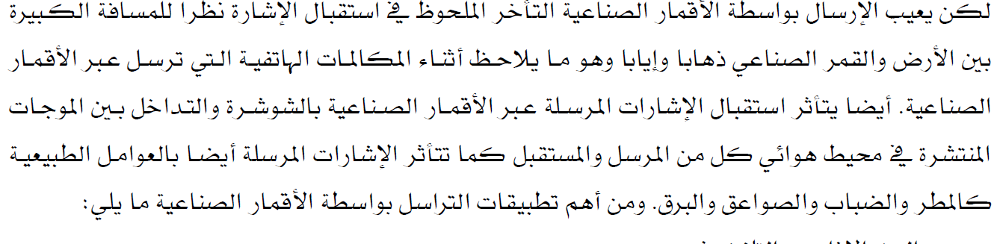 لكن يعيب الإرسال بواسطة الأقمار الصناعية التأخر الملحوظ في استقبال الإشارة نظرا للمسافة الكبيرة
بين الأرض والقمر الصناعي ذهابا وإيابا وهو ما يلاحظ أثناء المكالمات الهاتفية التي ترسل عبر الأقمار
الصناعية. أيضا يتأثر استقبال الإشارات المرسلة عبر الأقمار الصناعية بالشوشرة والتداخل بين الموجات
المنتشرة في محيط هوائي كل من المرسل والمستقبل كما تتأثر الإشارات المرسلة أيضا بالعوامل الطبيعية
كالمطر والضباب والصواعق والبرق. ومن أهم تطبيقات التراسل بواسطة الأقمار الصناعية ما يلي: